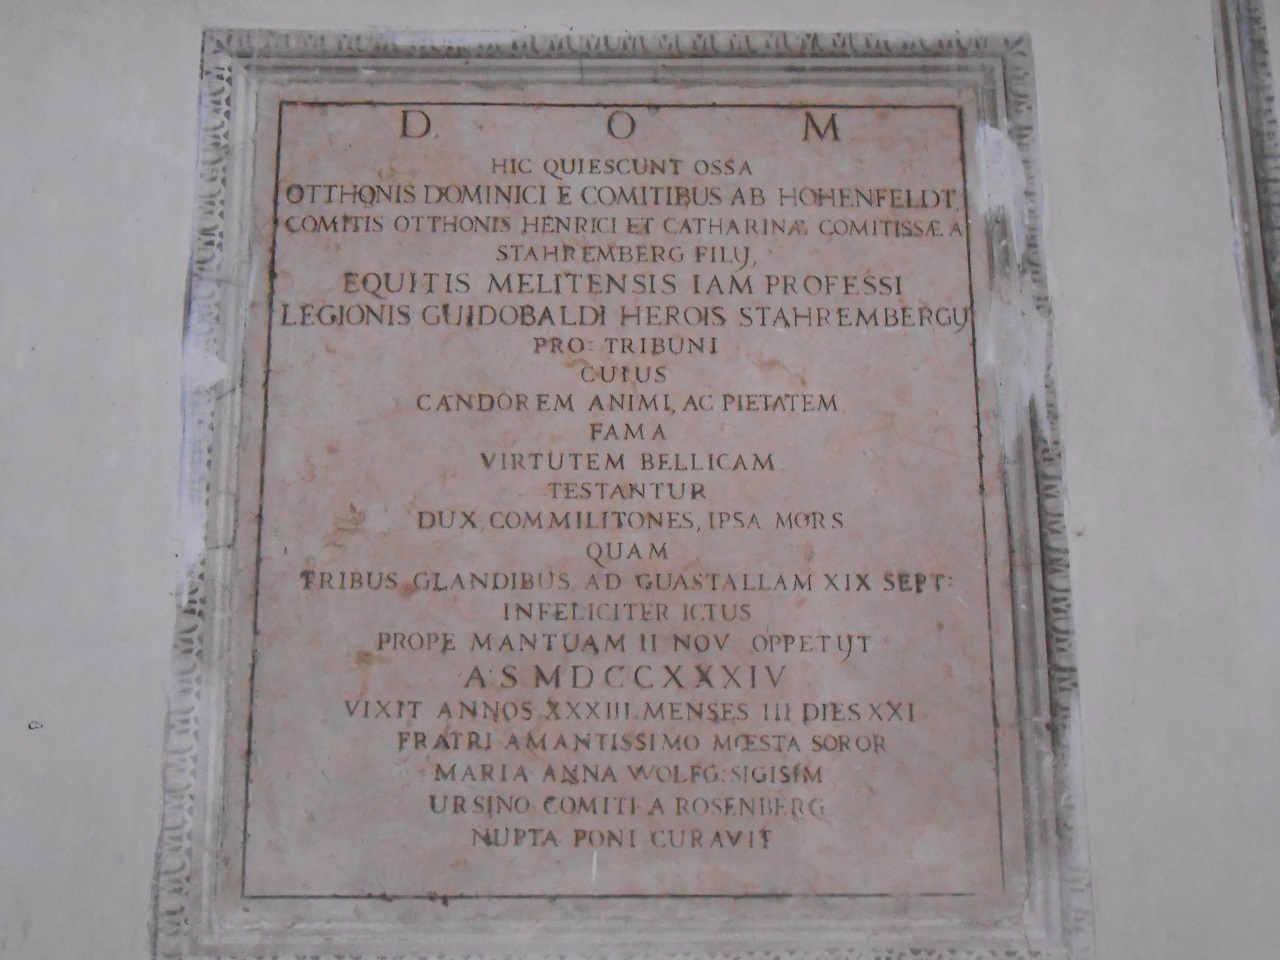 D O M
HIC QUIESCUNT OSSA
OTTHONIS DOMINICI E COMITIBUS AB HOHENFELDT
COMITIS OTTHONIS HENRICI ET CATHARINÆ COMITISSÆ A
STAHREMBERG FILIJ,
EQUITIS MELITENSIS IAM PROFESSI
LEGIONIS GUIDOBALDI HEROIS STAHREMBERGIJ
PRO: TRIBUNI
CUIUS
CANDOREM ANIMI, AC PIETATEM
FAMA
VIRTUTEM BELLICAM
TESTANTUR
DUX, COMMILITONES, IPSA MORS
QUAM
TRIBUS GLANDIBUS AD GUASTALLAM XIX SEPT:
INFELICITER ICTUS
PROPE MANTUAM II NOV OPPETIJT
A: S MDCCXXXIV
VIXIT ANNOS XXXIII. MENSES III DIES XXI
FRATRI AMANTISSIMO MŒSTA SOROR
MARIA ANNA WOLFG: SIGISM
URSINO COMITI A ROSENBERG
NUPTA PONI CURAVIT